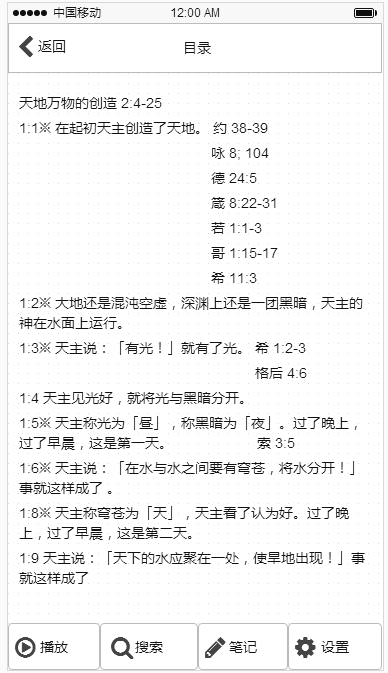 中国移动 12:00 AM
返回 目录
天地万物的创造 2:4-25
1:1※ 在起初天主创造了天地。 约 38-39
咏 8; 104
德 24:5
箴 8:22-31
若 1:1-3
哥 1:15-17
希 11:3
1:2※ 大地还是混沌空虚，深渊上还是一团黑暗，天主的
神在水面上运行。
1:3※ 天主说：「有光！」就有了光。 希 1:2-3
格后 4:6
1:4 天主见光好，就将光与黑暗分开。
1:5※ 天主称光为「昼」，称黑暗为「夜」。过了晚上，
过了早晨，这是第一天。 索 3:5
1:6※ 天主说：「在水与水之间要有穹苍，将水分开！」
事就这样成了 。
1:8※ 天主称穹苍为「天」，天主看了认为好。过了晚
上，过了早晨，这是第二天。
1:9 天主说：「天下的水应聚在一处，使旱地出现！」事
就这样成了
播放 搜索 笔记 设置